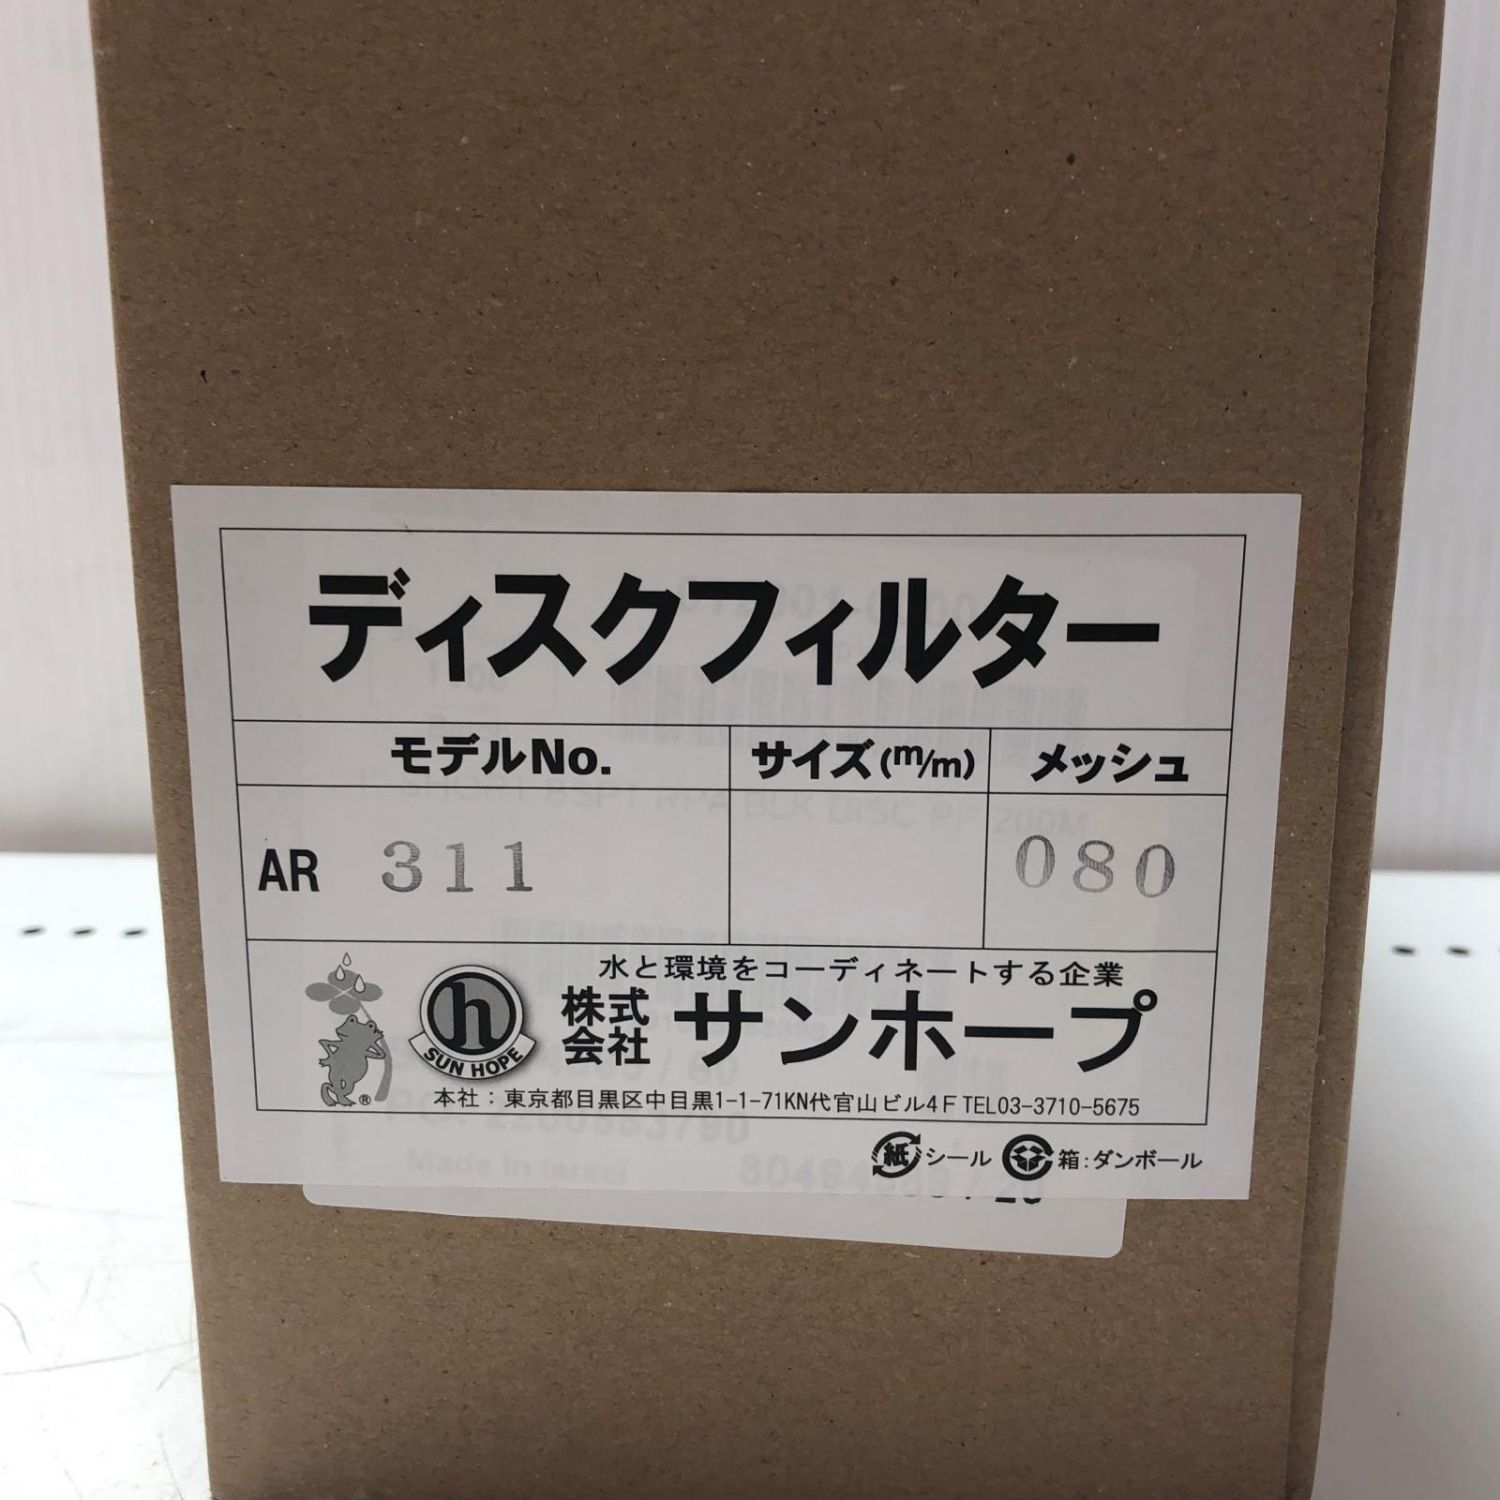 ディスクフィルター
モデルNo. サイズ(m/m) メッシュ
AR 311 080
水と環境をコーディネートする企業
株式会社 サンホープ
SUN HOPE
®
本社：東京都目黒区中目黒1-1-71KN代官山ビル4F TEL03-3710-5675
紙 シール 箱:ダンボール
Made in Israel